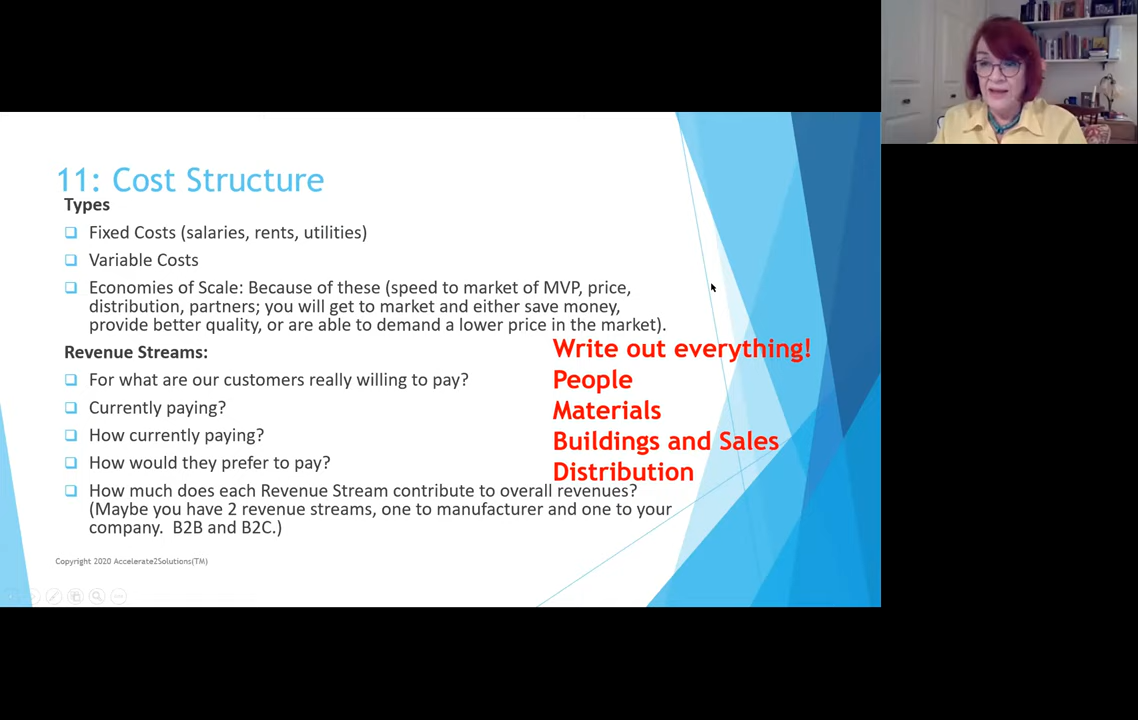 11: Cost Structure
Types
Fixed Costs (salaries, rents, utilities)
Variable Costs
Economies of Scale: Because of these (speed to market of MVP, price,
distribution, partners; you will get to market and either save money,
provide better quality, or are able to demand a lower price in the market).
Revenue Streams:
For what are our customers really willing to pay?
Currently paying?
How currently paying?
How would they prefer to pay?
How much does each Revenue Stream contribute to overall revenues?
(Maybe you have 2 revenue streams, one to manufacturer and one to your
company. B2B and B2C.)
Write out everything!
People
Materials
Buildings and Sales
Distribution
Copyright 2020 Accelerate2Solutions(TM)